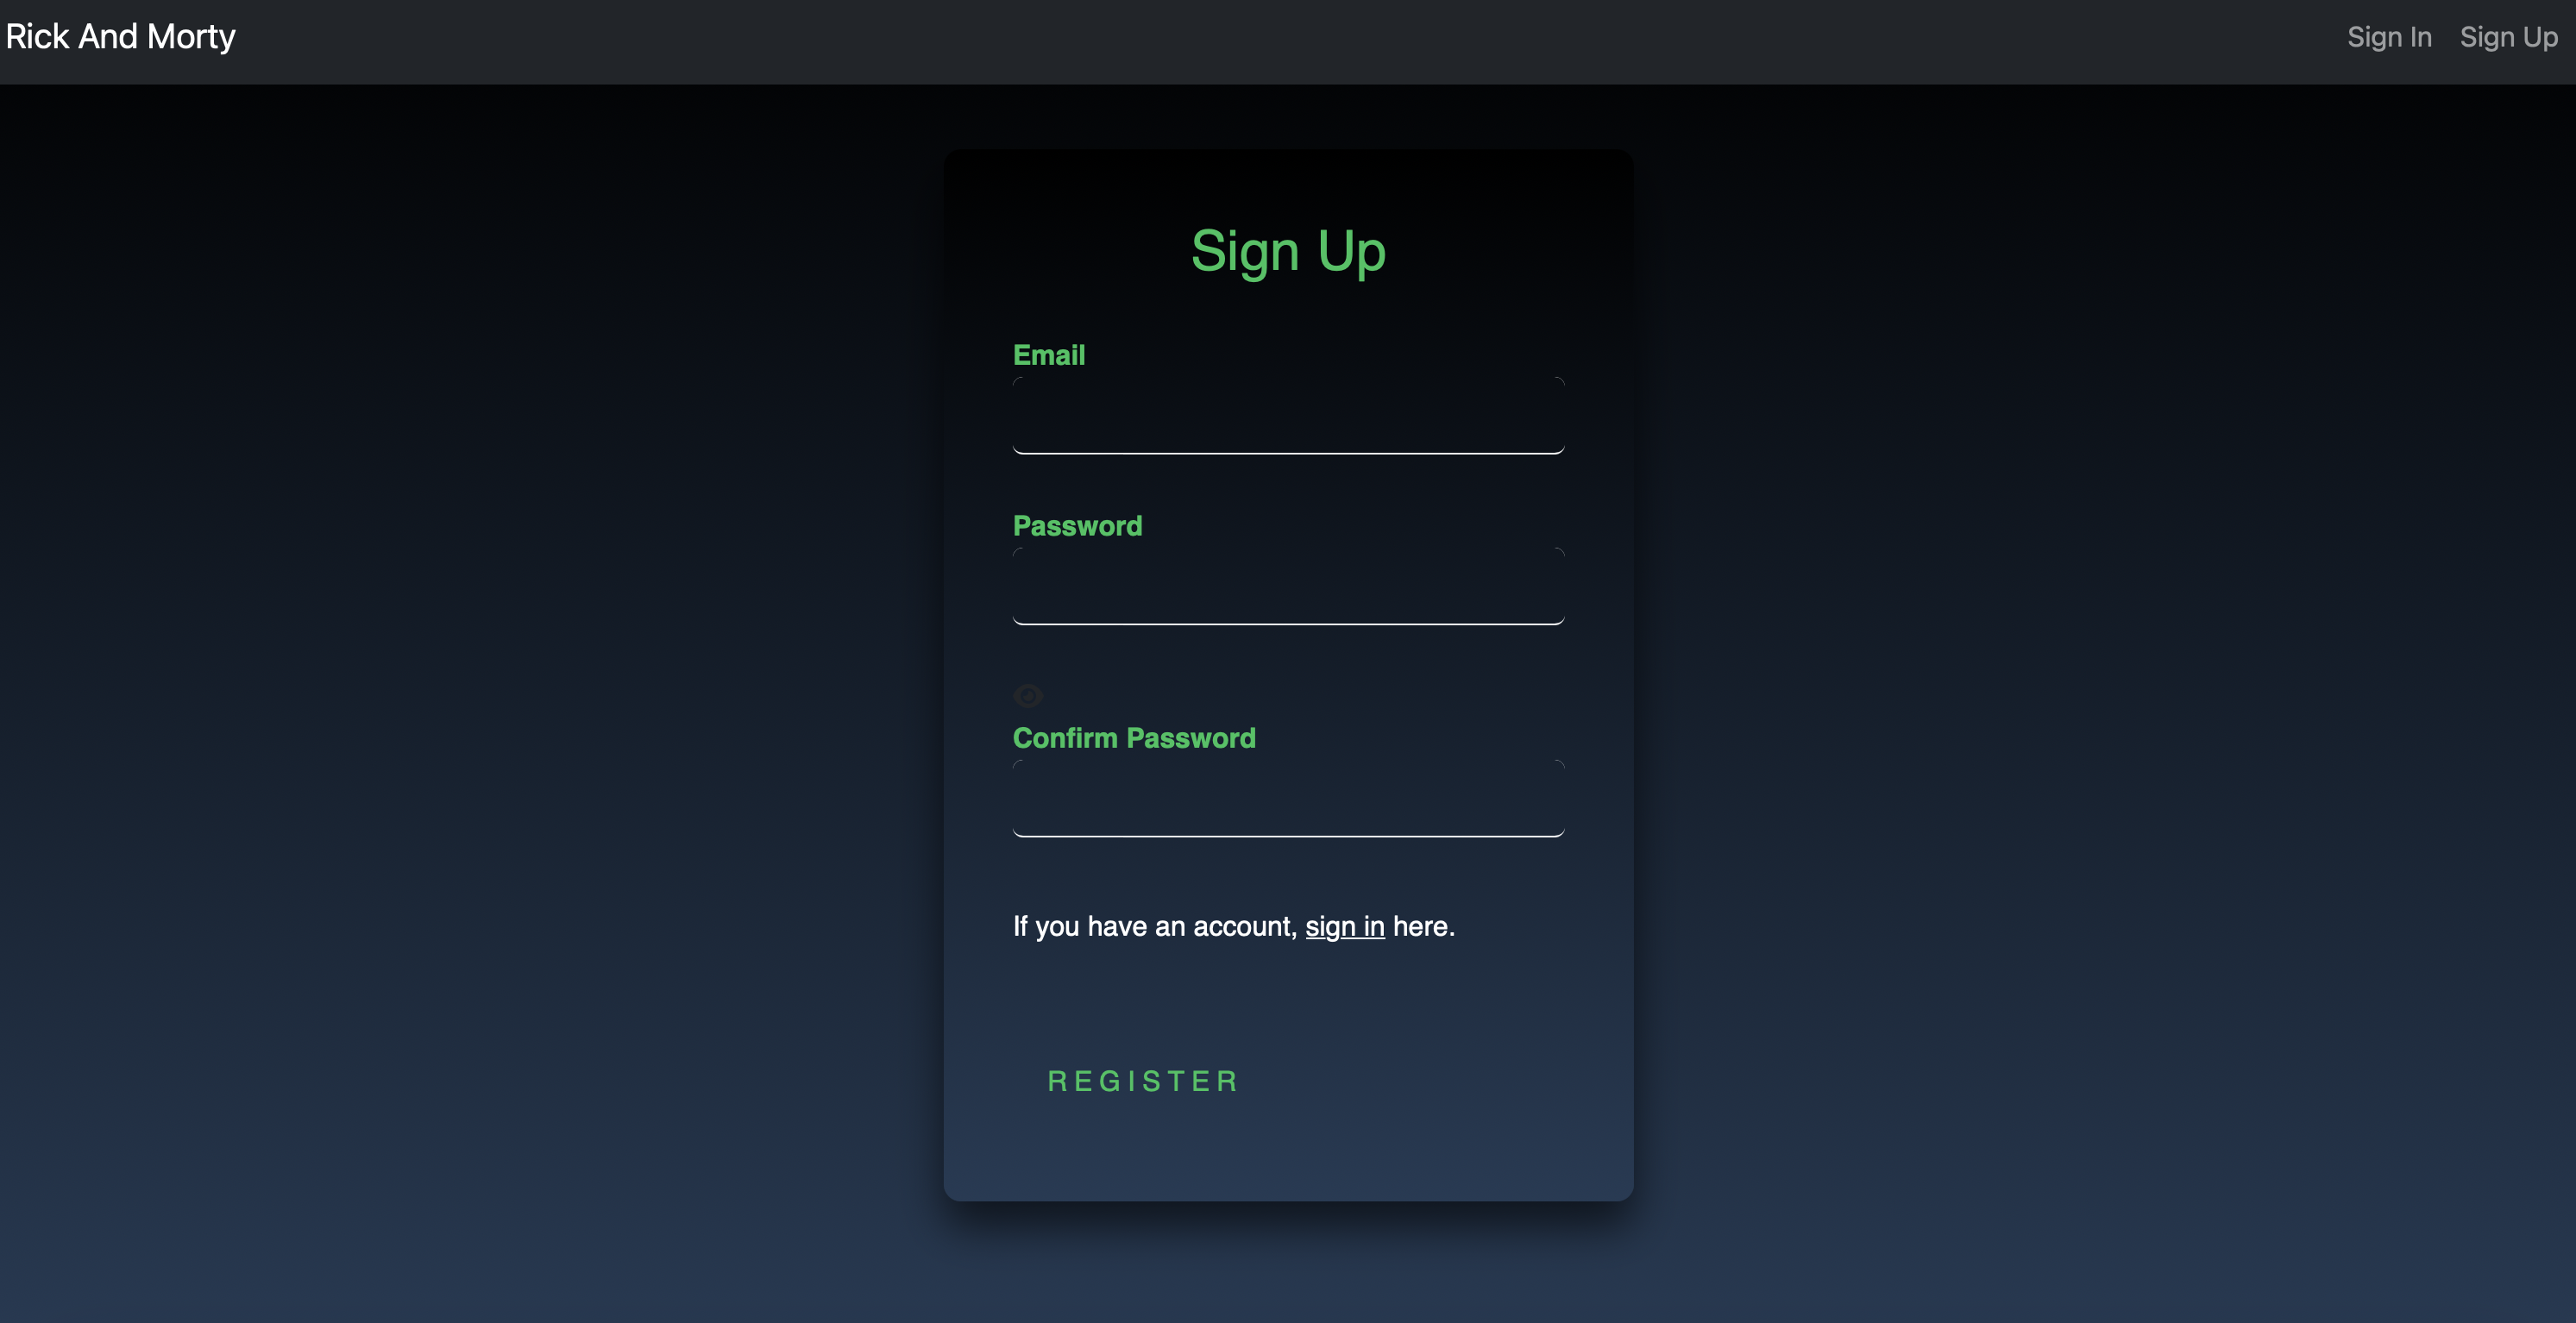 Rick And Morty
Sign In Sign Up
Sign Up
Email
Password
Confirm Password
If you have an account, sign in here.
REGISTER